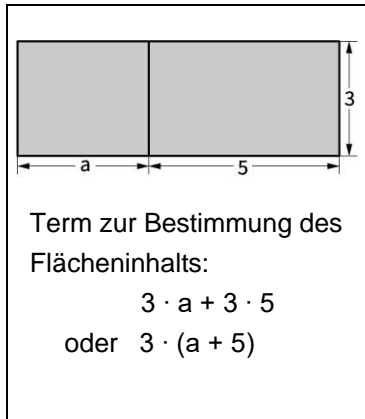 3
a 5
Term zur Bestimmung des
Flächeninhalts:
3 · a + 3 · 5
oder 3 · (a + 5)